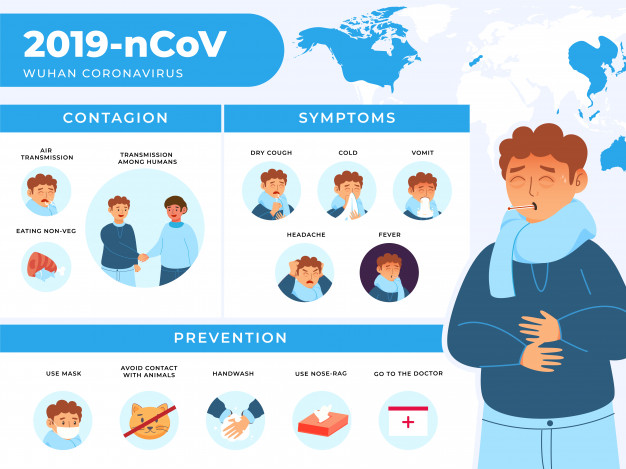 2019-nCoV
WUHAN CORONAVIRUS
CONTAGION
AIR
TRANSMISSION
TRANSMISSION
AMONG HUMANS
EATING NON-VEG
SYMPTOMS
DRY COUGH
COLD
VOMIT
HEADACHE
FEVER
PREVENTION
USE MASK
AVOID CONTACT
WITH ANIMALS
HANDWASH
USE NOSE-RAG
GO TO THE DOCTOR